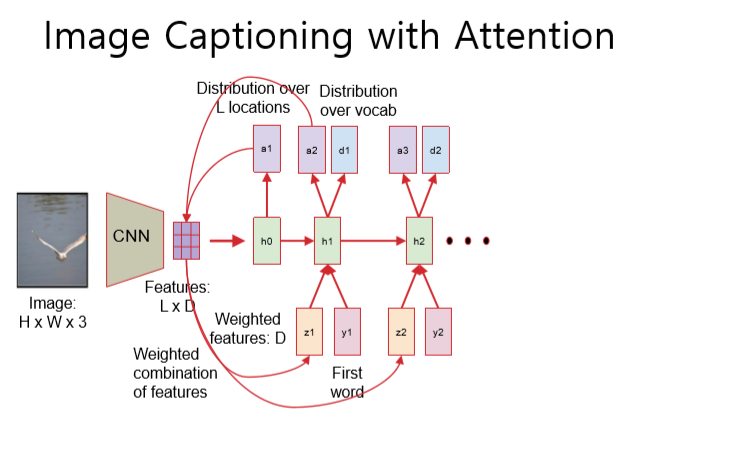 Image Captioning with Attention
Distribution over
L locations
Distribution
over vocab
a1
a2
d1
a3
d2
CNN
h0
h1
h2
Image:
H x W x 3
Features:
L x D
Weighted
features: D
z1
y1
z2
y2
Weighted
combination
of features
First
word